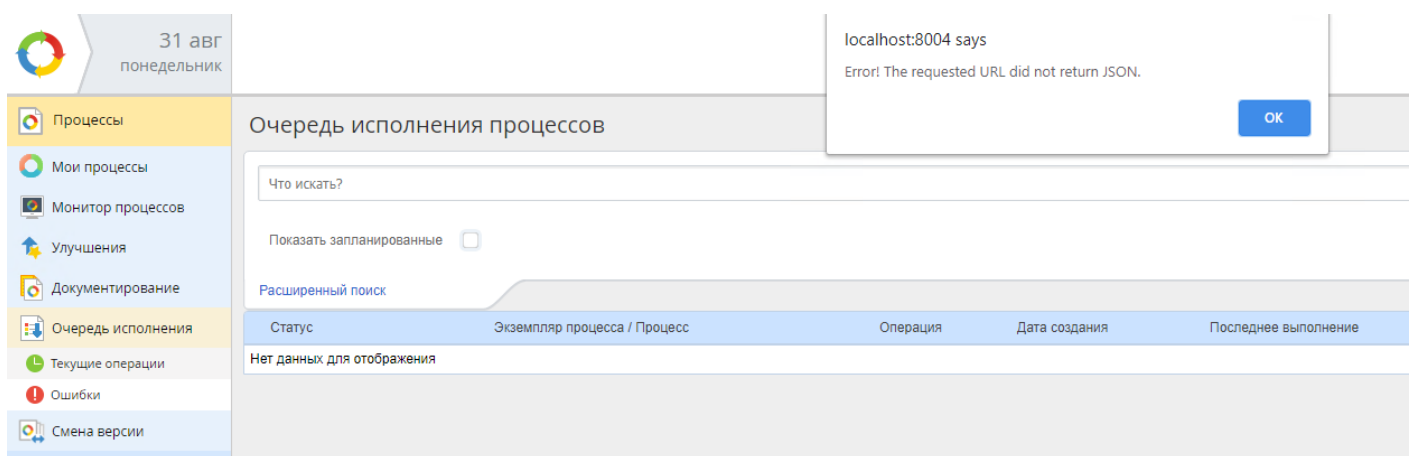 31 авг
понедельник
localhost:8004 says
Error! The requested URL did not return JSON.
OK
Процессы
Мои процессы
Монитор процессов
Улучшения
Документирование
Очередь исполнения
Текущие операции
Ошибки
Смена версии
Очередь исполнения процессов
Что искать?
Показать запланированные
Расширенный поиск
Статус Экземпляр процесса / Процесс Операция Дата создания Последнее выполнение
Нет данных для отображения